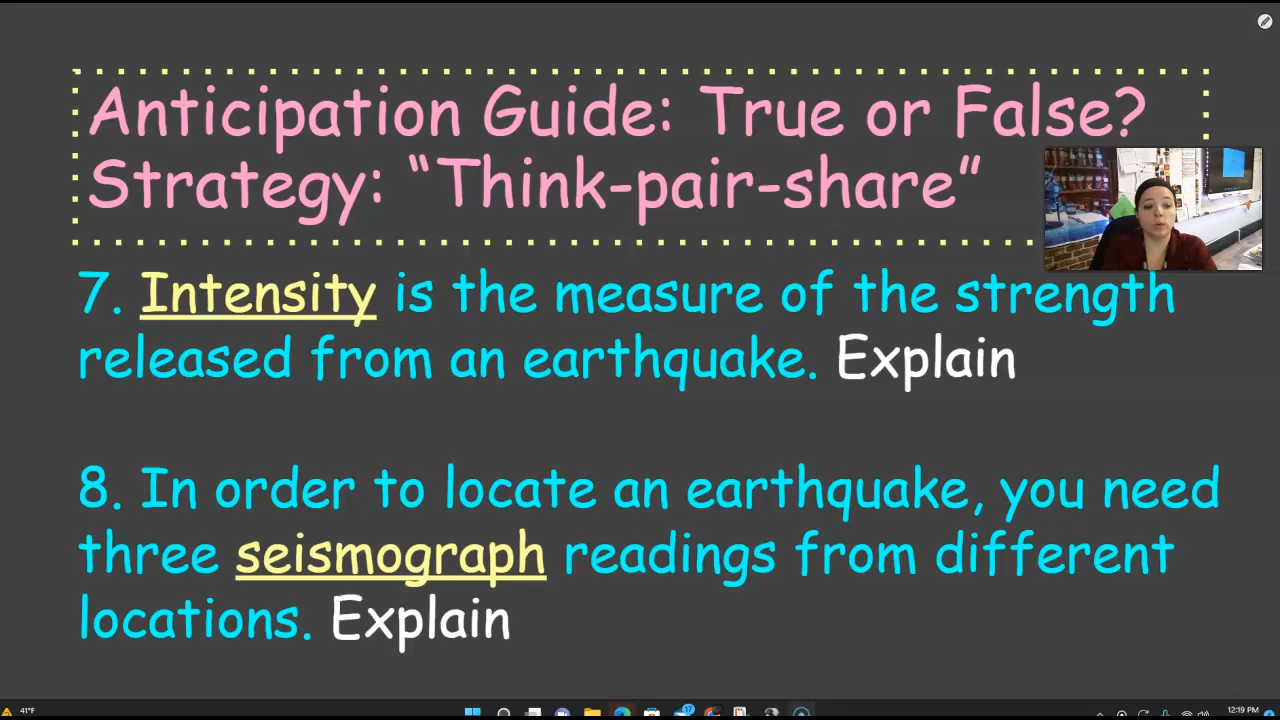 Anticipation Guide: True or False?
Strategy: “Think-pair-share”
7. Intensity is the measure of the strength
released from an earthquake. Explain
8. In order to locate an earthquake, you need
three seismograph readings from different
locations. Explain
41°F
17
12:19 PM